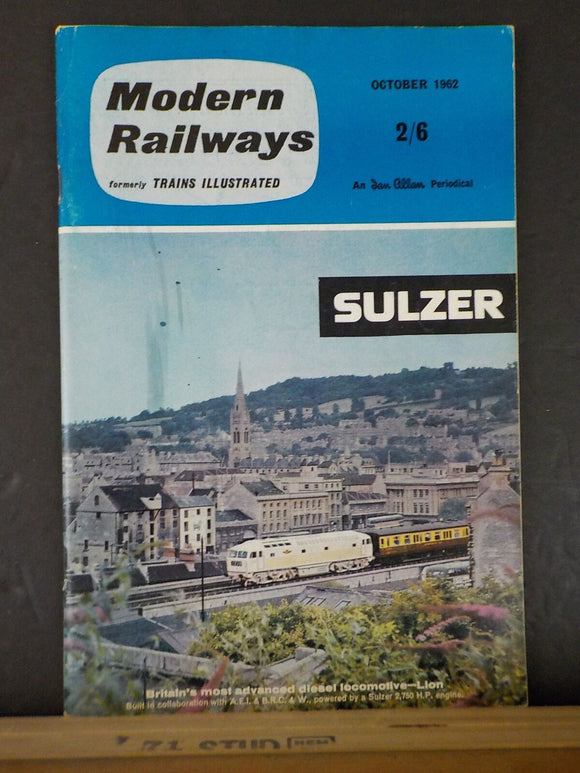 Modern
Railways
formerly TRAINS ILLUSTRATED
OCTOBER 1962
2/6
An Ian Allan Periodical
SULZER
Britain's most advanced diesel locomotive—Lion
Built in collaboration with A.E.I. & B.R.C. & W., powered by a Sulzer 2,750 H.P. engine.
STUD